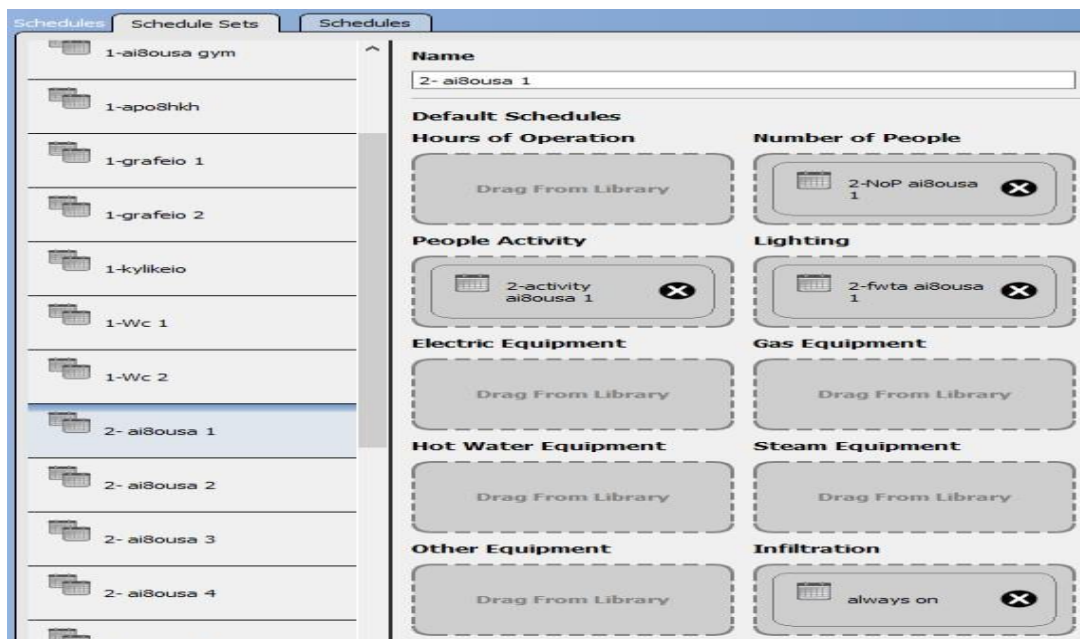 Schedules Schedule Sets Schedules
1-ai8ousa gym
1-apo8hkh
1-grafeio 1
1-grafeio 2
1-kylikeio
1-Wc 1
1-Wc 2
2- ai8ousa 1
2- ai8ousa 2
2- ai8ousa 3
2- ai8ousa 4
Name
2- ai8ousa 1
Default Schedules
Hours of Operation
Drag From Library
Number of People
2-NoP ai8ousa
1
People Activity
2-activity
ai8ousa 1
Lighting
2-fwta ai8ousa
1
Electric Equipment
Drag From Library
Gas Equipment
Drag From Library
Hot Water Equipment
Drag From Library
Steam Equipment
Drag From Library
Other Equipment
Drag From Library
Infiltration
always on